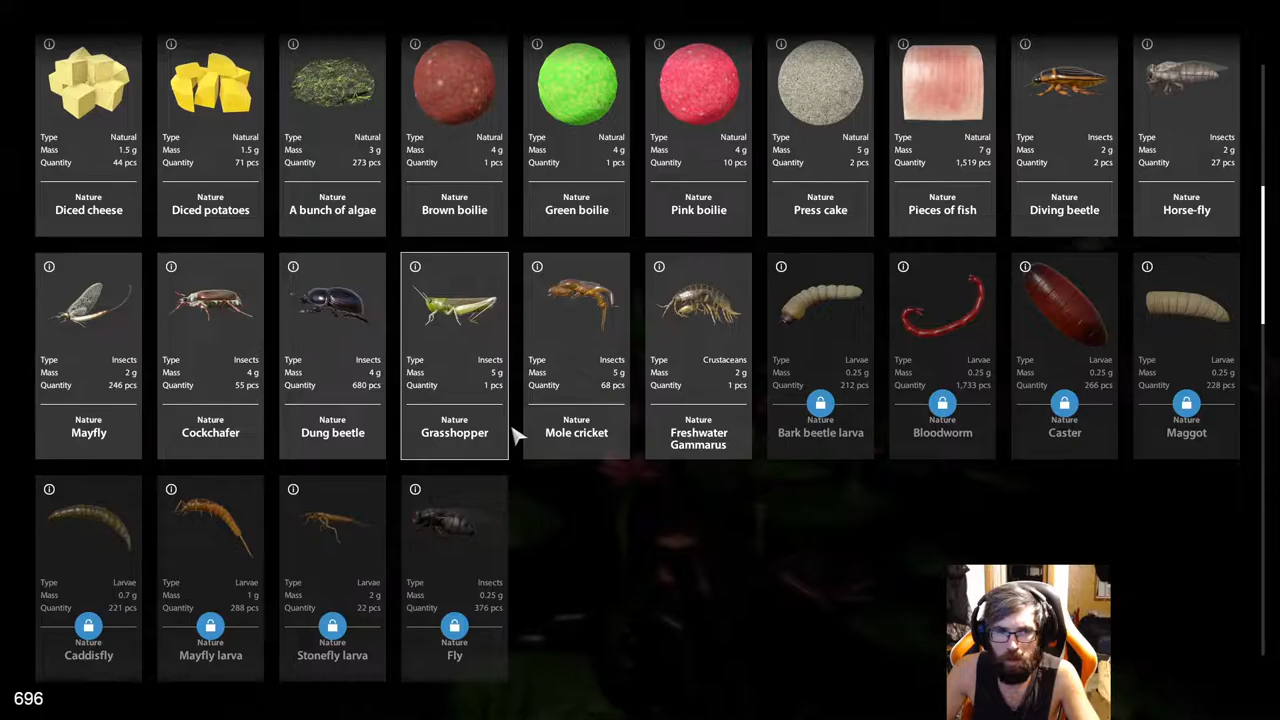 Type Natural
Mass 1.5 g
Quantity 44 pcs
Nature
Diced cheese
Type Natural
Mass 1.5 g
Quantity 71 pcs
Nature
Diced potatoes
Type Natural
Mass 3 g
Quantity 273 pcs
Nature
A bunch of algae
Type Natural
Mass 4 g
Quantity 1 pcs
Nature
Brown boilie
Type Natural
Mass 4 g
Quantity 1 pcs
Nature
Green boilie
Type Natural
Mass 4 g
Quantity 10 pcs
Nature
Pink boilie
Type Natural
Mass 5 g
Quantity 2 pcs
Nature
Press cake
Type Natural
Mass 7 g
Quantity 1,519 pcs
Nature
Pieces of fish
Type Insects
Mass 2 g
Quantity 2 pcs
Nature
Diving beetle
Type Insects
Mass 2 g
Quantity 27 pcs
Nature
Horse-fly
Type Insects
Mass 2 g
Quantity 246 pcs
Nature
Mayfly
Type Insects
Mass 4 g
Quantity 55 pcs
Nature
Cockchafer
Type Insects
Mass 4 g
Quantity 680 pcs
Nature
Dung beetle
Type Insects
Mass 5 g
Quantity 1 pcs
Nature
Grasshopper
Type Insects
Mass 5 g
Quantity 68 pcs
Nature
Mole cricket
Type Crustaceans
Mass 2 g
Quantity 1 pcs
Nature
Freshwater
Gammarus
Type Larvae
Mass 0.25 g
Quantity 212 pcs
Nature
Bark beetle larva
Type Larvae
Mass 0.25 g
Quantity 1,733 pcs
Nature
Bloodworm
Type Larvae
Mass 0.25 g
Quantity 266 pcs
Nature
Caster
Type Larvae
Mass 0.25 g
Quantity 228 pcs
Nature
Maggot
Type Larvae
Mass 0.7 g
Quantity 221 pcs
Nature
Caddisfly
Type Larvae
Mass 1 g
Quantity 288 pcs
Nature
Mayfly larva
Type Larvae
Mass 2 g
Quantity 22 pcs
Nature
Stonefly larva
Type Insects
Mass 0.25 g
Quantity 376 pcs
Nature
Fly
696